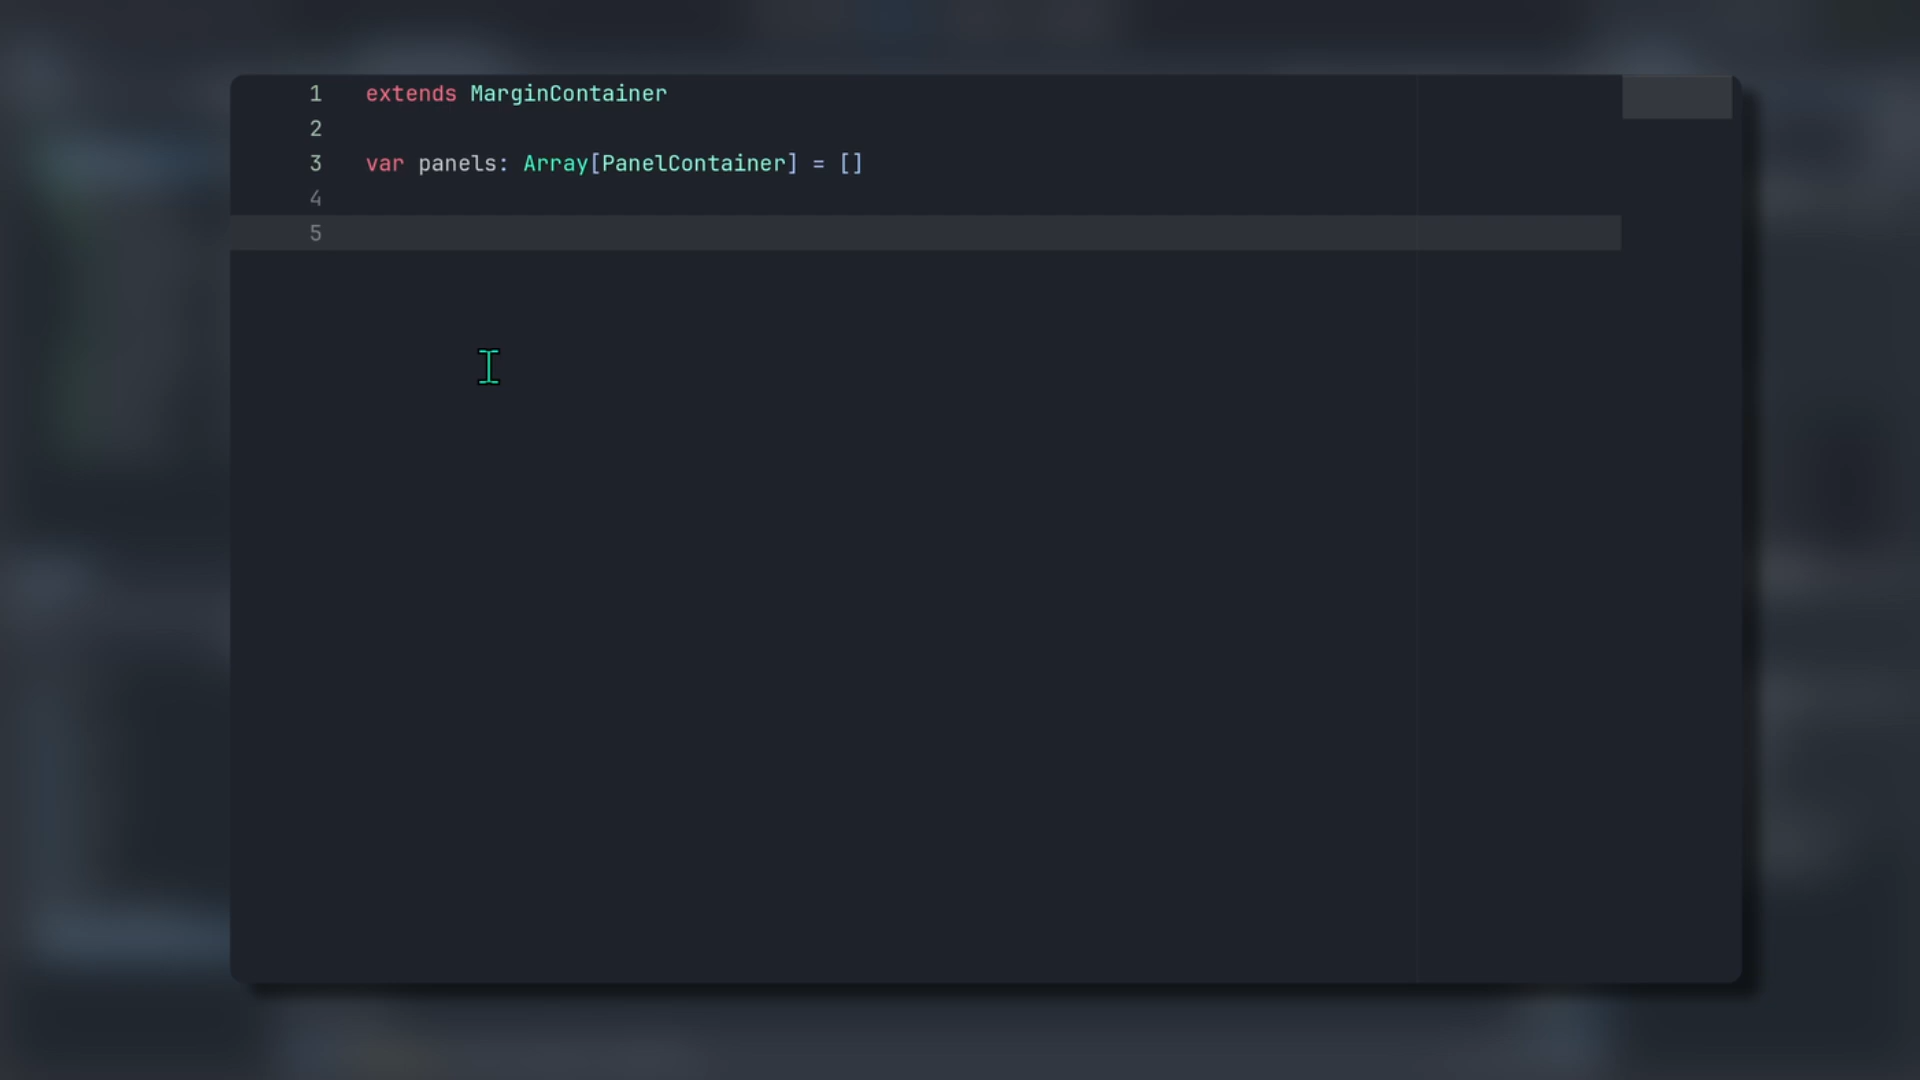 1 extends MarginContainer
2
3 var panels: Array[PanelContainer] = []
4
5